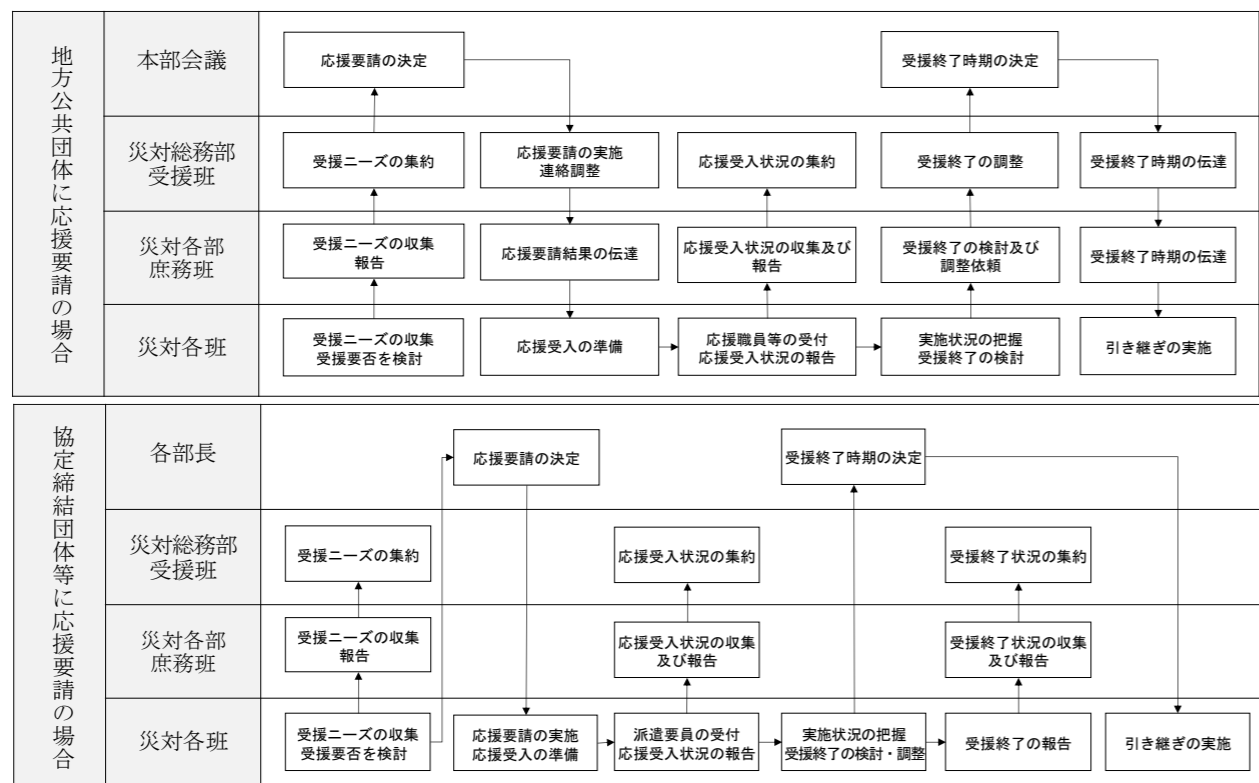 地方公共団体に応援要請の場合
本部会議
応援要請の決定
受援終了時期の決定
災対総務部
受援班
受援ニーズの集約
応援要請の実施
連絡調整
応援受入状況の集約
受援終了の調整
受援終了時期の伝達
災対各部
庶務班
受援ニーズの収集
報告
応援要請結果の伝達
応援受入状況の収集及び
報告
受援終了の検討及び
調整依頼
受援終了時期の伝達
災対各班
受援ニーズの収集
受援要否を検討
応援受入の準備
応援職員等の受付
応援受入状況の報告
実施状況の把握
受援終了の検討
引き継ぎの実施
協定締結団体等に応援要請の場合
各部長
応援要請の決定
受援終了時期の決定
災対総務部
受援班
受援ニーズの集約
応援受入状況の集約
受援終了状況の集約
災対各部
庶務班
受援ニーズの収集
報告
応援受入状況の収集
及び報告
受援終了状況の収集
及び報告
災対各班
受援ニーズの収集
受援要否を検討
応援要請の実施
応援受入の準備
派遣要員の受付
応援受入状況の報告
実施状況の把握
受援終了の検討・調整
受援終了の報告
引き継ぎの実施